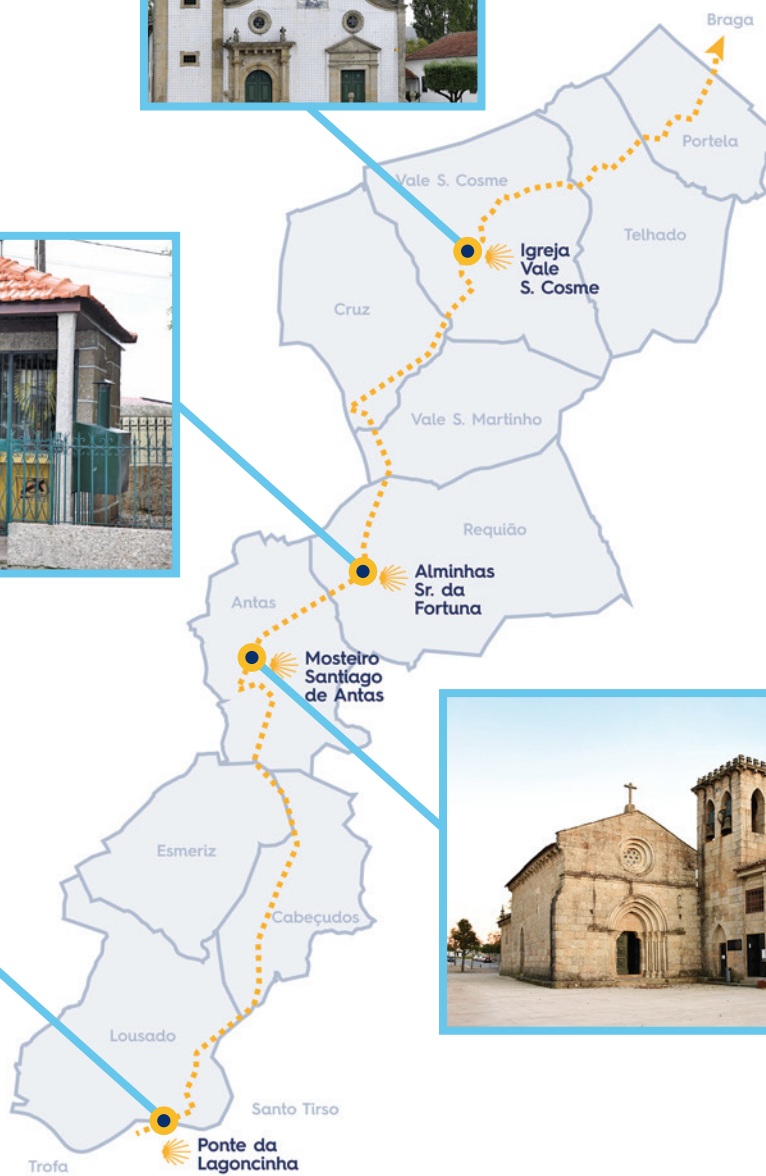 Braga
Portela
Vale S. Cosme
Telhado
Igreja
Vale
S. Cosme
Cruz
Vale S. Martinho
Requião
Alminhas
Sr. da
Fortuna
Antas
Mosteiro
Santiago
de Antas
Esmeriz
Cabeçudos
Lousado
Santo Tirso
Ponte da
Lagoncinha
Trofa